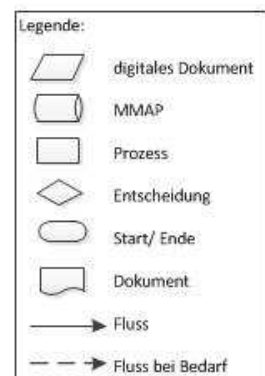 Legende:
digitales Dokument
MMAP
Prozess
Entscheidung
Start/ Ende
Dokument
Fluss
Fluss bei Bedarf